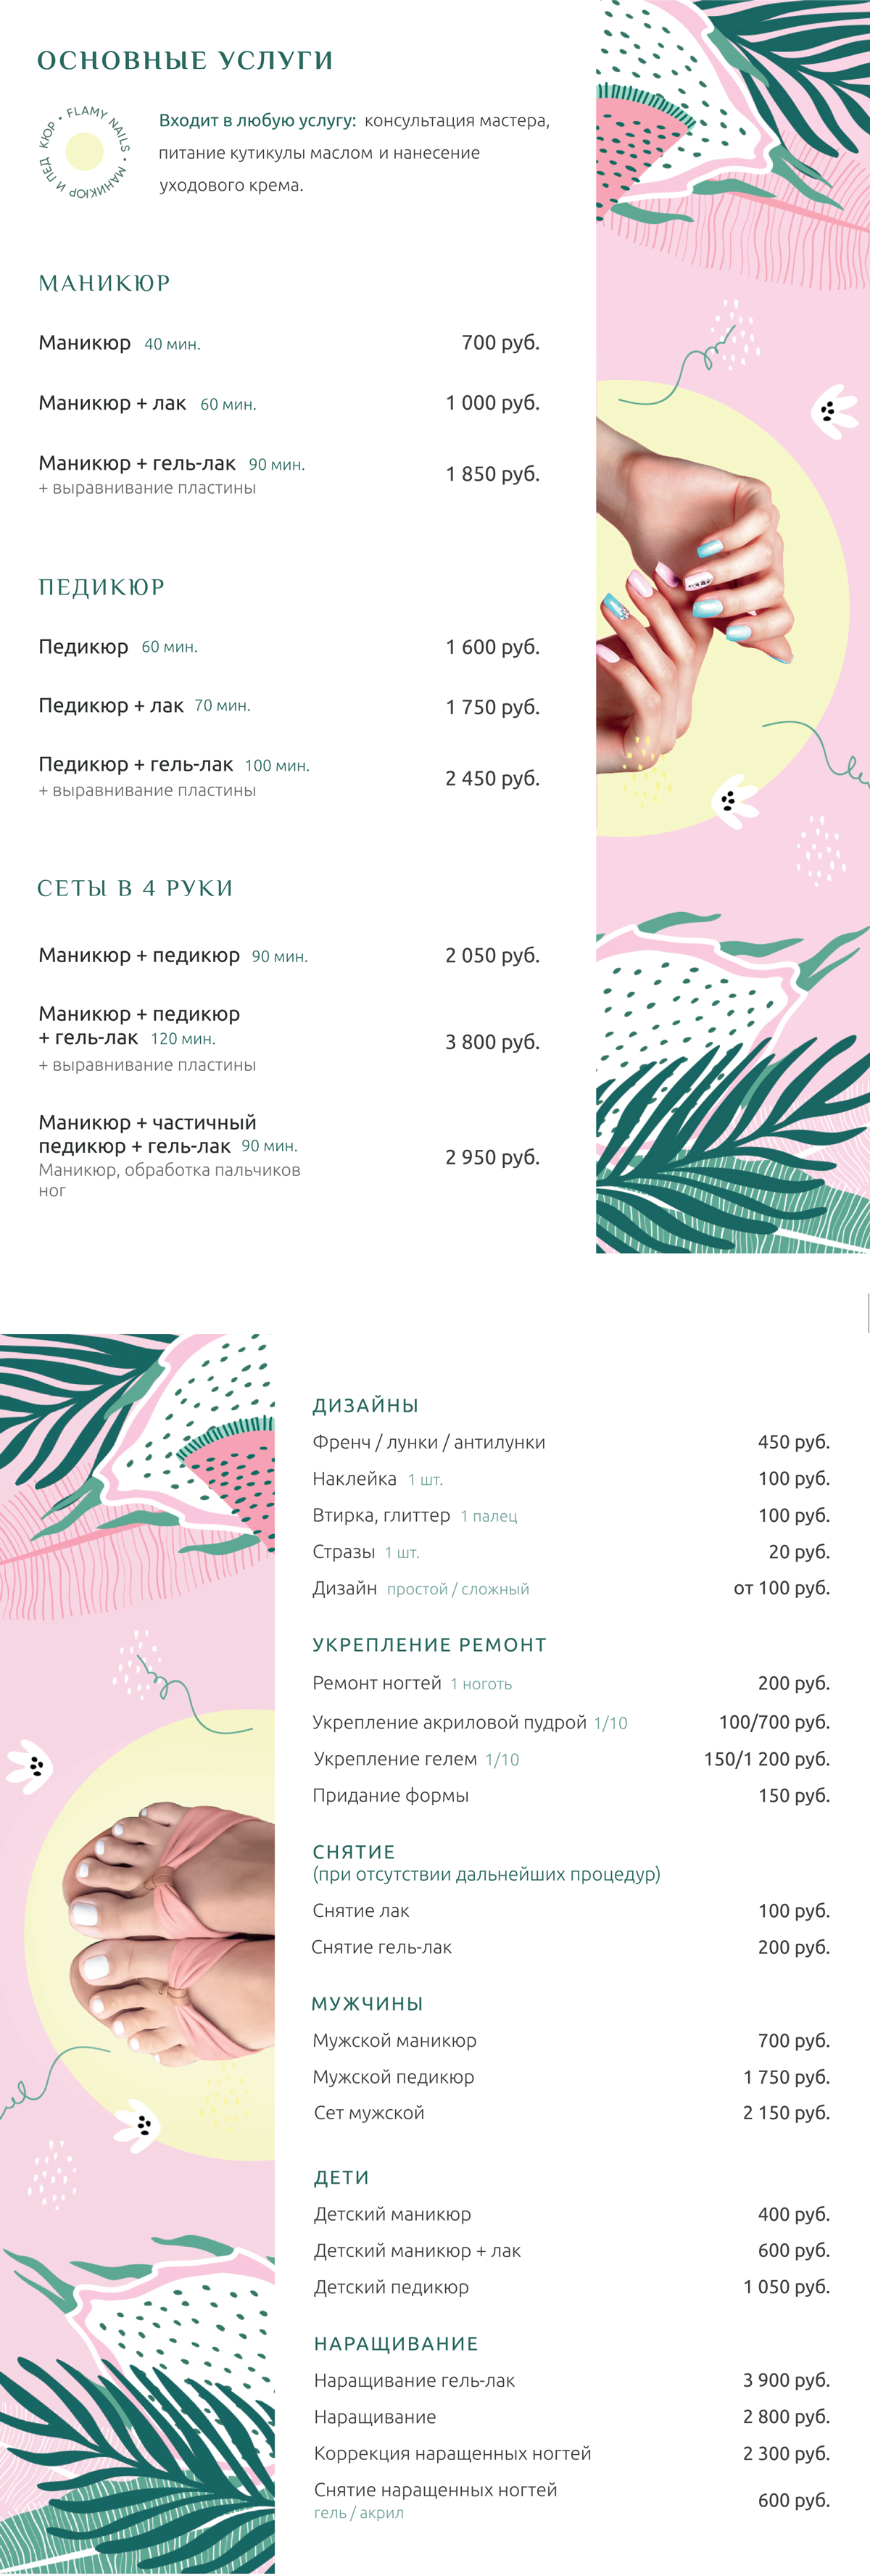 ОСНОВНЫЕ УСЛУГИ
FLAMY NAILS • МАНИКЮР И ПЕДИКЮР •
Входит в любую услугу: консультация мастера,
питание кутикулы маслом и нанесение
уходового крема.
МАНИКЮР
Маникюр 40 мин. 700 руб.
Маникюр + лак 60 мин. 1 000 руб.
Маникюр + гель-лак 90 мин. 1 850 руб.
+ выравнивание пластины
ПЕДИКЮР
Педикюр 60 мин. 1 600 руб.
Педикюр + лак 70 мин. 1 750 руб.
Педикюр + гель-лак 100 мин. 2 450 руб.
+ выравнивание пластины
СЕТЫ В 4 РУКИ
Маникюр + педикюр 90 мин. 2 050 руб.
Маникюр + педикюр
+ гель-лак 120 мин. 3 800 руб.
+ выравнивание пластины
Маникюр + частичный
педикюр + гель-лак 90 мин. 2 950 руб.
Маникюр, обработка пальчиков
ног
ДИЗАЙНЫ
Френч / лунки / антилунки 450 руб.
Наклейка 1 шт. 100 руб.
Втирка, глиттер 1 палец 100 руб.
Стразы 1 шт. 20 руб.
Дизайн простой / сложный от 100 руб.
УКРЕПЛЕНИЕ РЕМОНТ
Ремонт ногтей 1 ноготь 200 руб.
Укрепление акриловой пудрой 1/10 100/700 руб.
Укрепление гелем 1/10 150/1 200 руб.
Придание формы 150 руб.
СНЯТИЕ
(при отсутствии дальнейших процедур)
Снятие лак 100 руб.
Снятие гель-лак 200 руб.
МУЖЧИНЫ
Мужской маникюр 700 руб.
Мужской педикюр 1 750 руб.
Сет мужской 2 150 руб.
ДЕТИ
Детский маникюр 400 руб.
Детский маникюр + лак 600 руб.
Детский педикюр 1 050 руб.
НАРАЩИВАНИЕ
Наращивание гель-лак 3 900 руб.
Наращивание 2 800 руб.
Коррекция наращенных ногтей 2 300 руб.
Снятие наращенных ногтей 600 руб.
гель / акрил